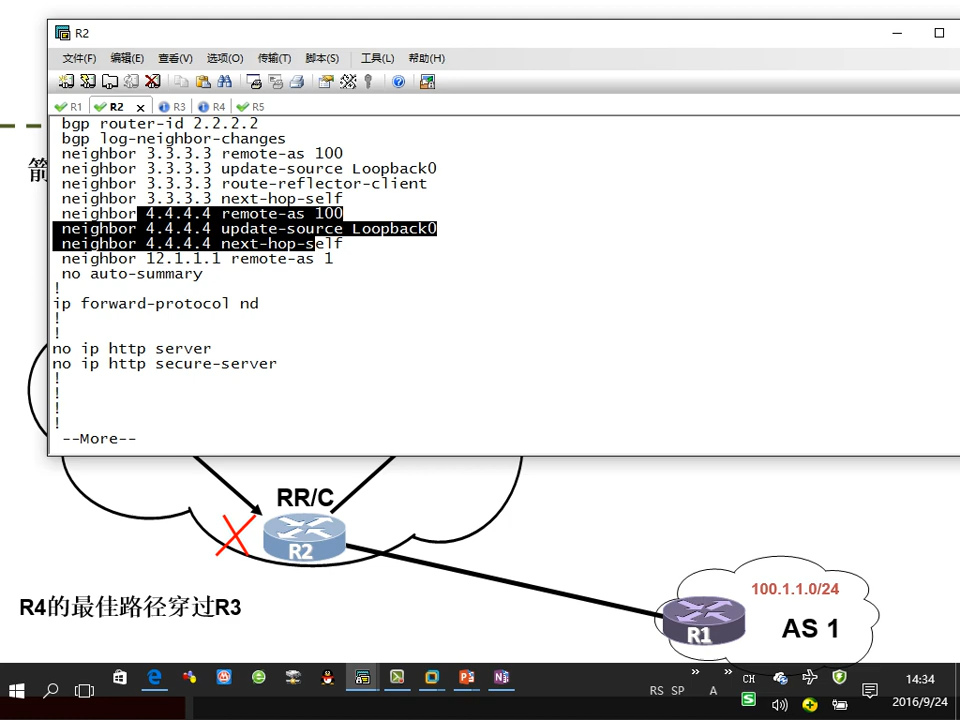 R2
文件(F) 编辑(E) 查看(V) 选项(O) 传输(T) 脚本(S) 工具(L) 帮助(H)
R1 R2 R3 R4 R5
bgp router-id 2.2.2.2
bgp log-neighbor-changes
neighbor 3.3.3.3 remote-as 100
neighbor 3.3.3.3 update-source Loopback0
neighbor 3.3.3.3 route-reflector-client
neighbor 3.3.3.3 next-hop-self
neighbor 4.4.4.4 remote-as 100
neighbor 4.4.4.4 update-source Loopback0
neighbor 4.4.4.4 next-hop-self
neighbor 12.1.1.1 remote-as 1
no auto-summary
!
ip forward-protocol nd
!
!
no ip http server
no ip http secure-server
!
!
!
!
--More--
箭
RR/C
R2
R4的最佳路径穿过R3
100.1.1.0/24
R1
AS 1
RS SP A CH
14:34
2016/9/24